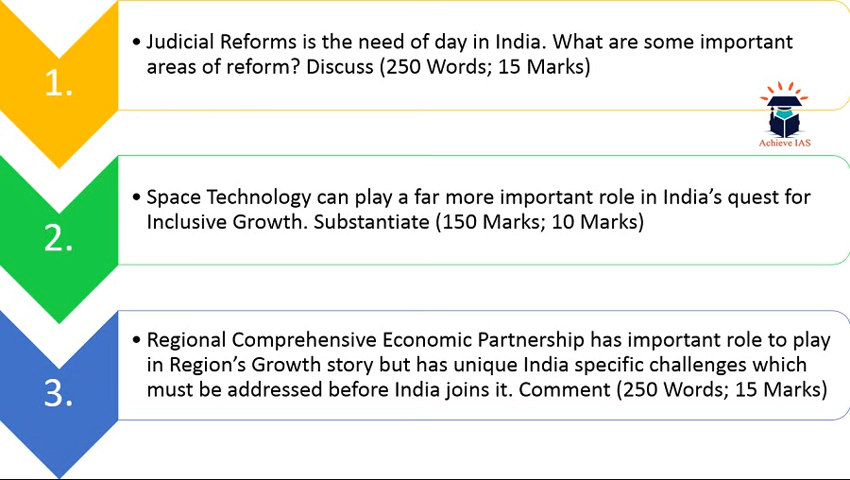 1.
• Judicial Reforms is the need of day in India. What are some important
areas of reform? Discuss (250 Words; 15 Marks)
Achieve IAS
2.
• Space Technology can play a far more important role in India's quest for
Inclusive Growth. Substantiate (150 Marks; 10 Marks)
3.
• Regional Comprehensive Economic Partnership has important role to play
in Region's Growth story but has unique India specific challenges which
must be addressed before India joins it. Comment (250 Words; 15 Marks)